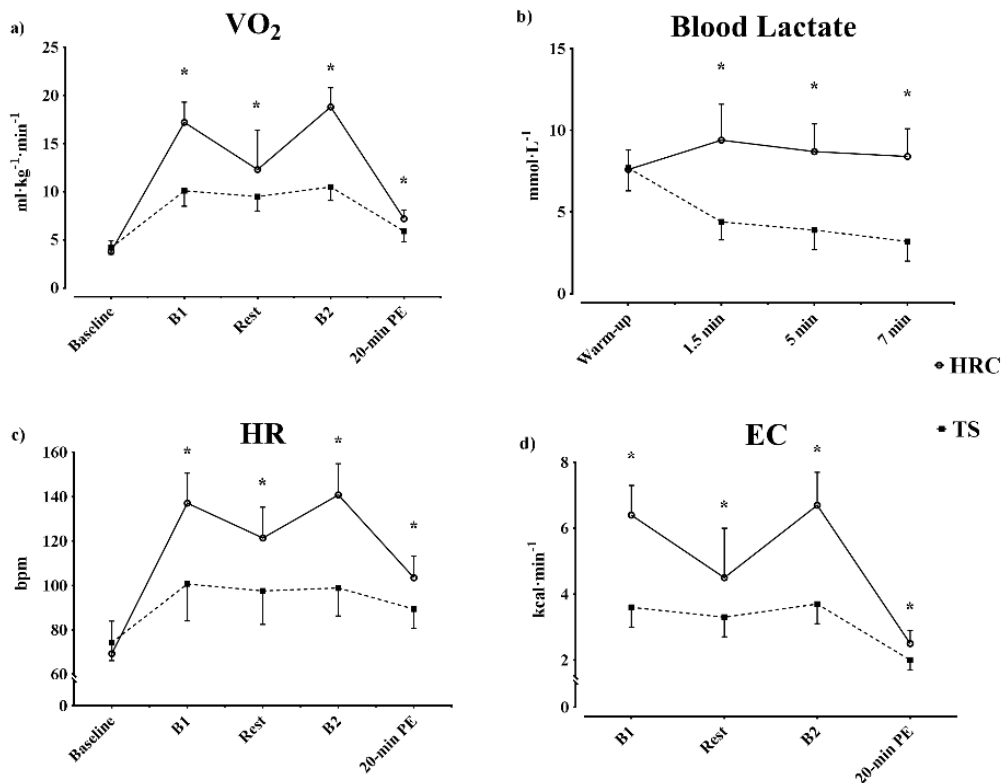 a)
VO₂
ml·kg⁻¹·min⁻¹
25
20
15
10
5
0
*
*
*
*
Baseline
B1
Rest
B2
20-min PE
b)
Blood Lactate
mmol·L⁻¹
15
10
5
0
*
*
*
Warm-up
1.5 min
5 min
7 min
HRC
TS
c)
HR
bpm
160
140
120
100
80
60
0
*
*
*
*
Baseline
B1
Rest
B2
20-min PE
d)
EC
kcal·min⁻¹
8
6
4
2
0
*
*
*
*
B1
Rest
B2
20-min PE